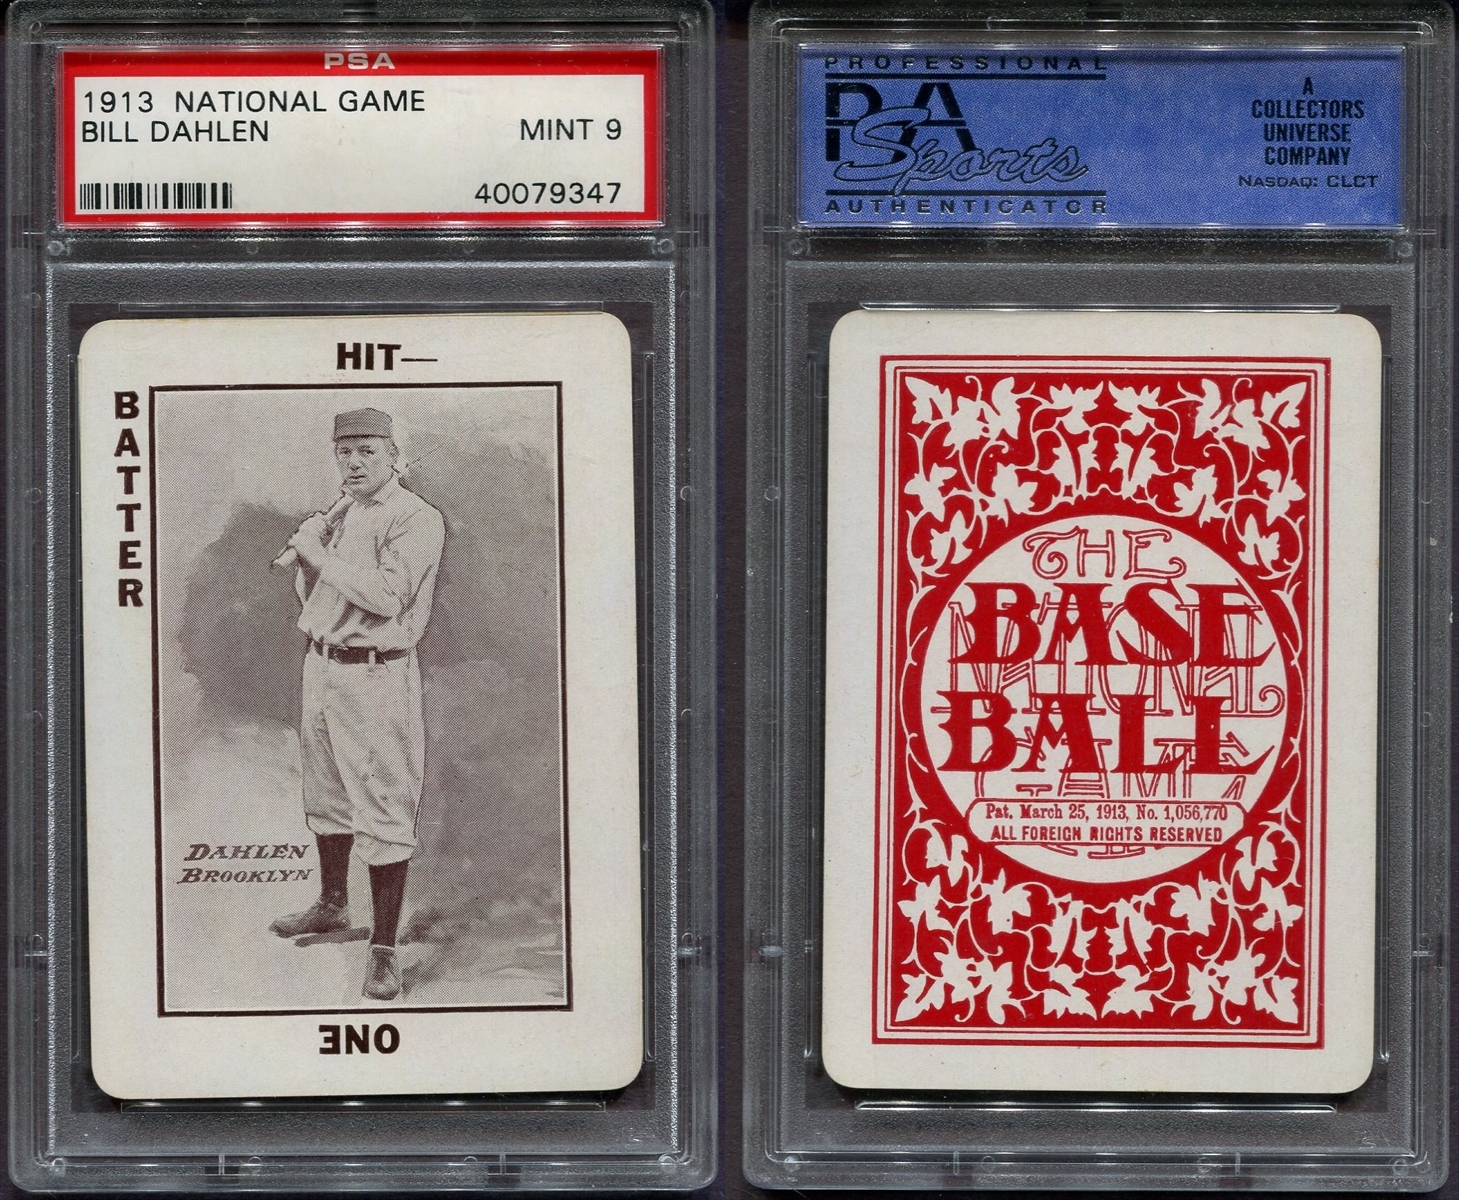 PSA
1913 NATIONAL GAME
BILL DAHLEN
MINT 9
40079347
HIT—
BATTER
DAHLEN
BROOKLYN
ONE
PROFESSIONAL
PSA
Sports
AUTHENTICATOR
A
COLLECTORS
UNIVERSE
COMPANY
NASDAQ: CLCT
THE
NATIONAL
BASE
BALL
GAME
Pat. March 25, 1913, No. 1,056,770
ALL FOREIGN RIGHTS RESERVED